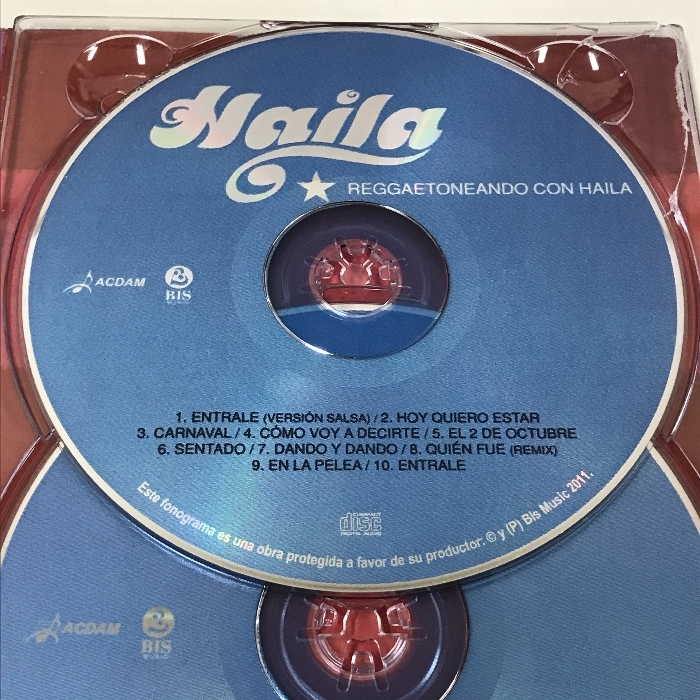 Haila
REGGAETONEANDO CON HAILA
ACDAM
BIS
MUSIC
1. ENTRALE (VERSIÓN SALSA) / 2. HOY QUIERO ESTAR
3. CARNAVAL / 4. CÓMO VOY A DECIRTE / 5. EL 2 DE OCTUBRE
6. SENTADO / 7. DANDO Y DANDO / 8. QUIÉN FUE (REMIX)
9. EN LA PELEA / 10. ENTRALE
COMPACT
disc
DIGITAL AUDIO
Este fonograma es una obra protegida a favor de su productor: © y (P) Bis Music 2011.
ACDAM
BIS
MUSIC